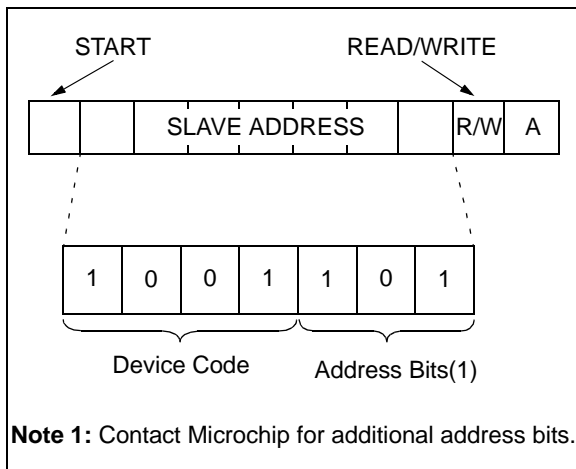 START READ/WRITE
SLAVE ADDRESS R/W A
1 0 0 1 1 0 1
Device Code Address Bits(1)
Note 1: Contact Microchip for additional address bits.